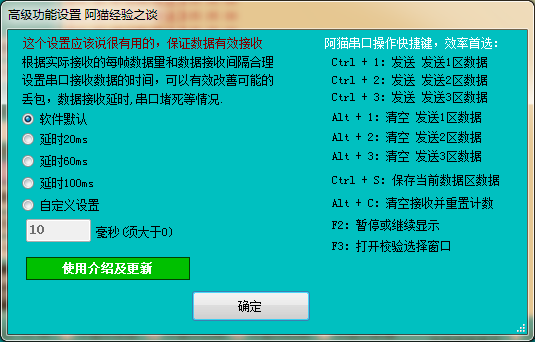 高级功能设置 阿猫经验之谈
这个设置应该说很有用的，保证数据有效接收
根据实际接收的每帧数据量和数据接收间隔合理
设置串口接收数据的时间，可以有效改善可能的
丢包，数据接收延时,串口堵死等情况.
软件默认
延时20ms
延时60ms
延时100ms
自定义设置
10 毫秒(须大于0)
使用介绍及更新
阿猫串口操作快捷键，效率首选：
Ctrl + 1: 发送 发送1区数据
Ctrl + 2: 发送 发送2区数据
Ctrl + 3: 发送 发送3区数据
Alt + 1: 清空 发送1区数据
Alt + 2: 清空 发送2区数据
Alt + 3: 清空 发送3区数据
Ctrl + S: 保存当前数据区数据
Alt + C: 清空接收并重置计数
F2: 暂停或继续显示
F3: 打开校验选择窗口
确定